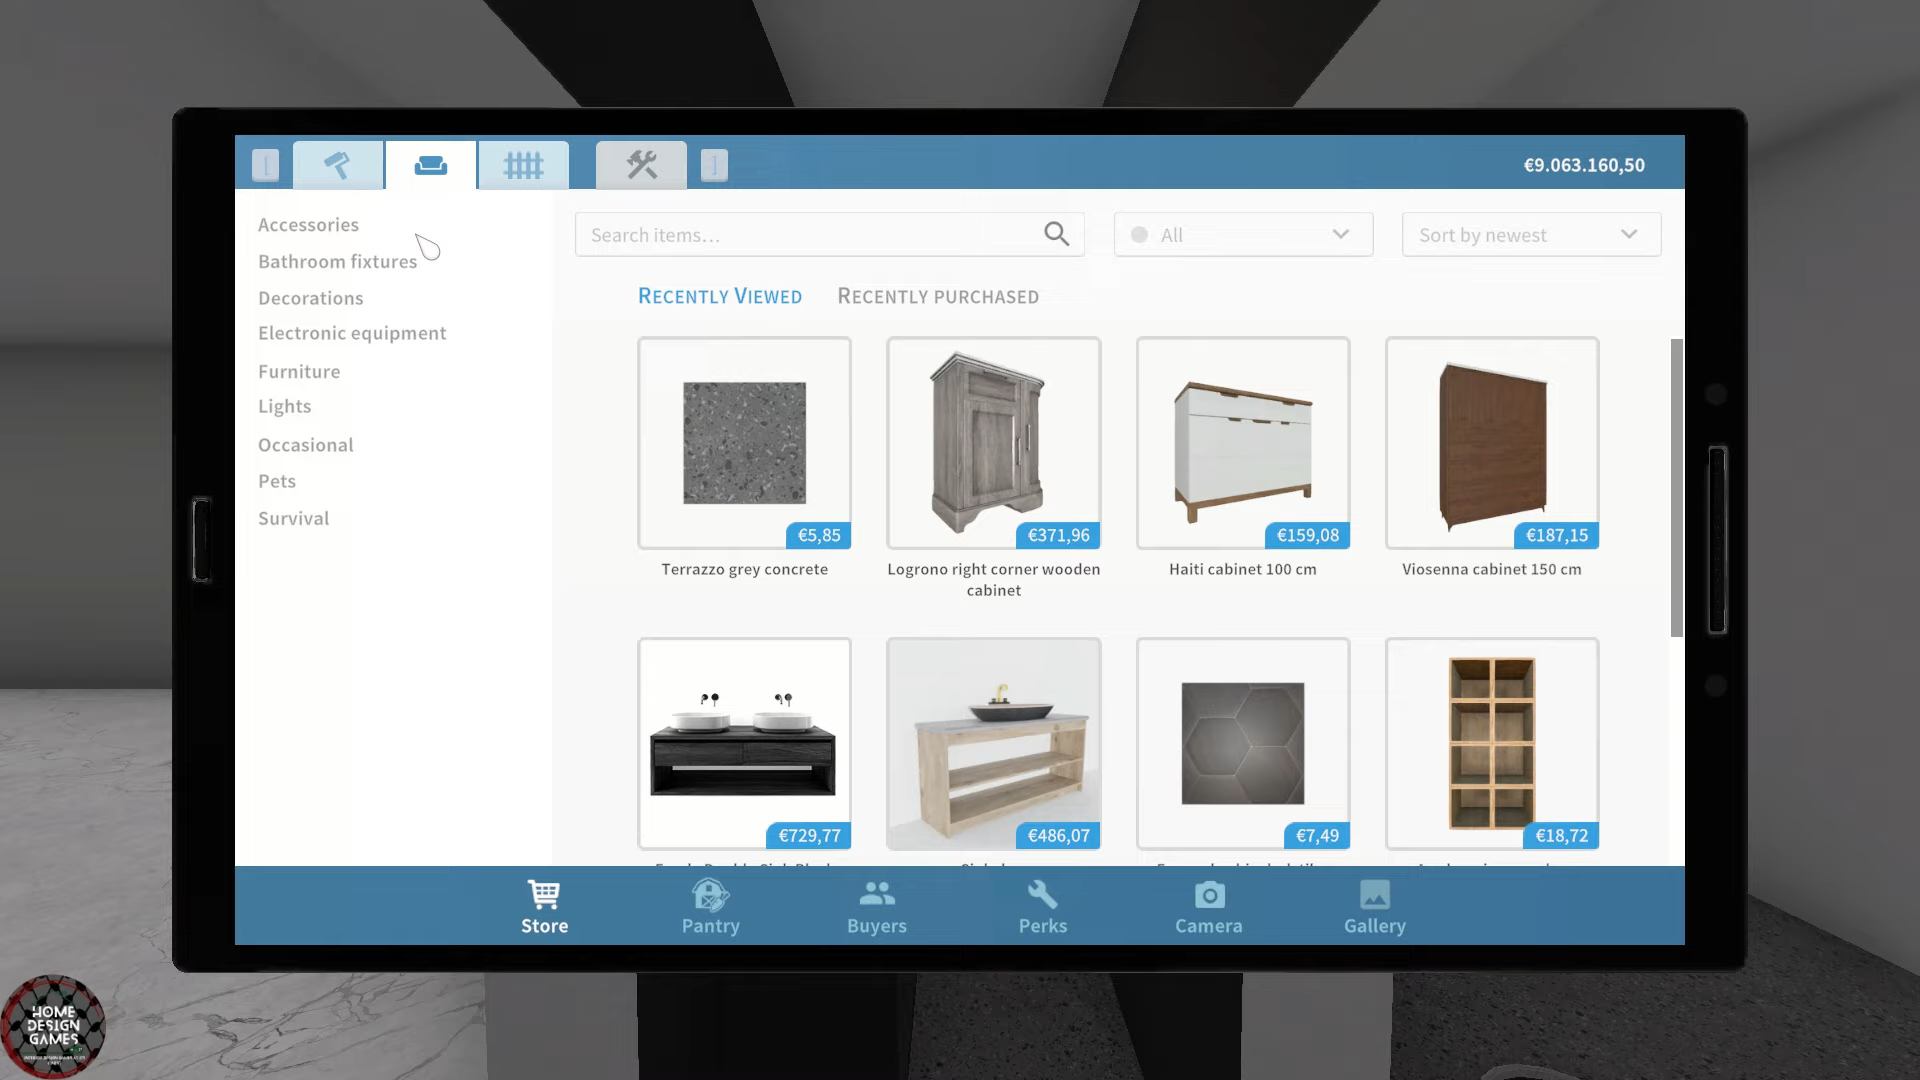 €9.063.160,50
Accessories
Bathroom fixtures
Decorations
Electronic equipment
Furniture
Lights
Occasional
Pets
Survival
Search items...
All
Sort by newest
RECENTLY VIEWED
RECENTLY PURCHASED
€5,85
€371,96
€159,08
€187,15
Terrazzo grey concrete
Logrono right corner wooden
cabinet
Haiti cabinet 100 cm
Viosenna cabinet 150 cm
€729,77
€486,07
€7,49
€18,72
Store
Pantry
Buyers
Perks
Camera
Gallery
HOME
DESIGN
GAMES